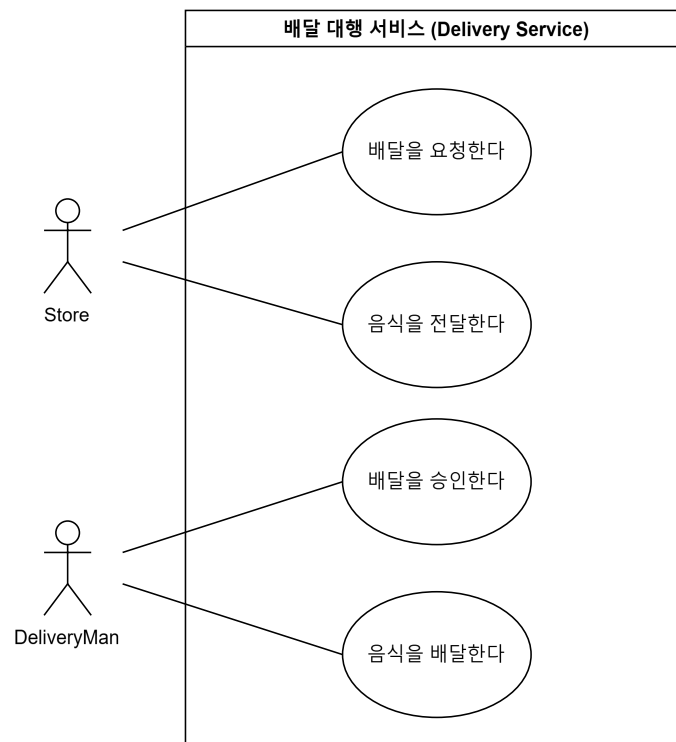 배달 대행 서비스 (Delivery Service)
배달을 요청한다
Store
음식을 전달한다
배달을 승인한다
DeliveryMan
음식을 배달한다